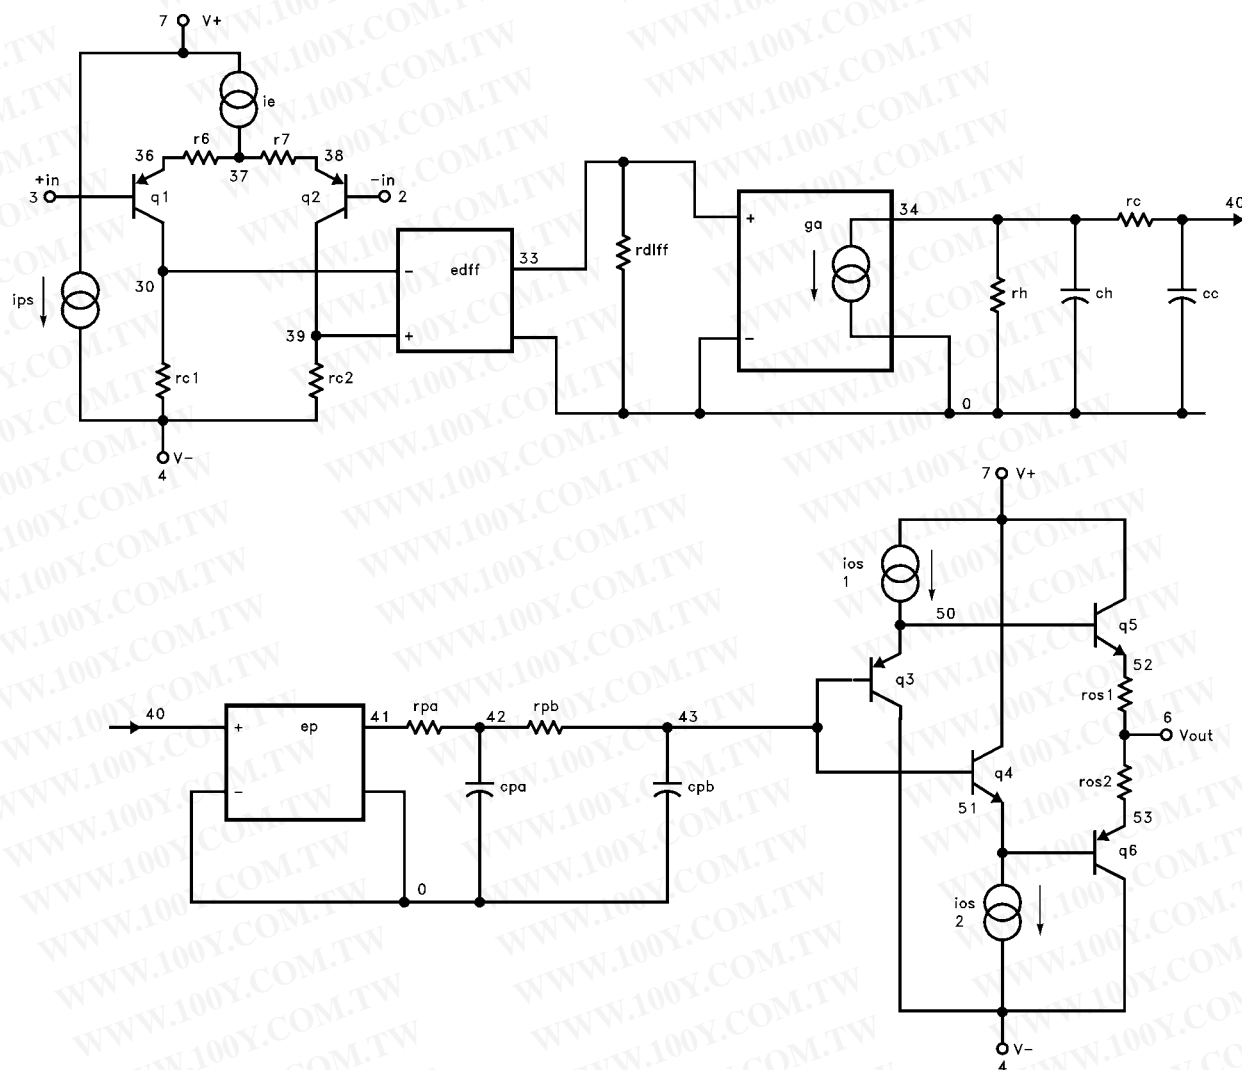 7 V+
ie
r6 r7
36 38
37
+in -in
3 q1 q2 2
33 34 rc 40
+ ga
rdiff
- edff
30
ips rh ch cc
39 +
-
rc1 rc2
0
V-
4
7 V+
ios
1
50
q5
q3 52
ros1
40 41 rpa 42 rpb 43
6
+ ep
Vout
q4
- cpa cpb ros2
51 53
q6
0
ios
2
V-
4
WWW.100Y.COM.TW